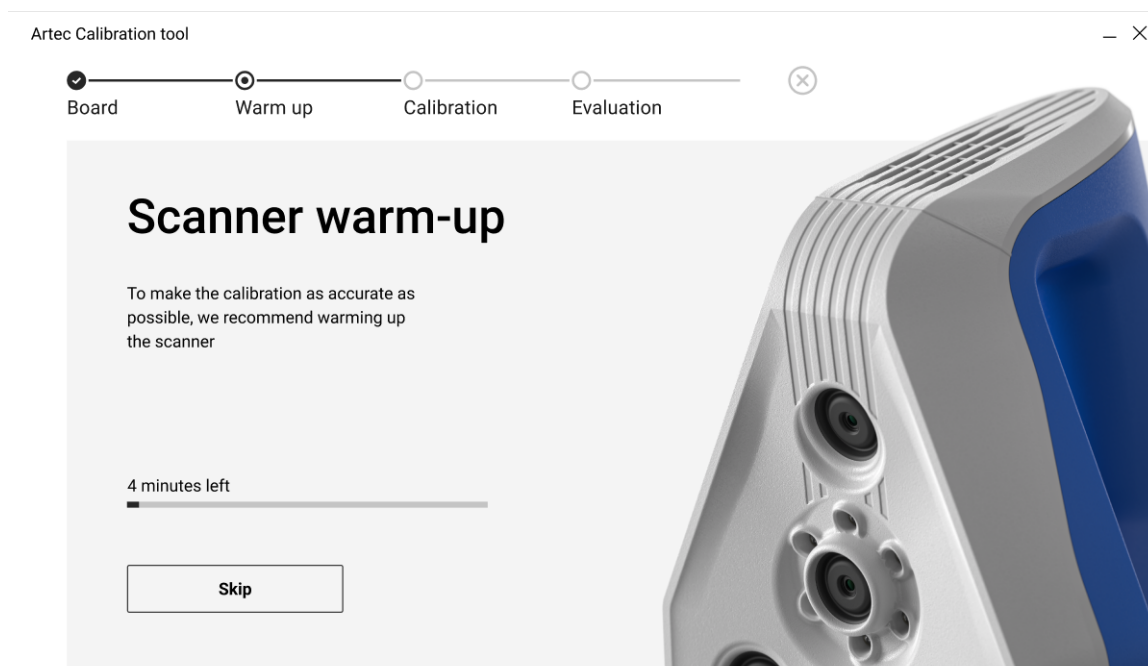 Artec Calibration tool
Board
Warm up
Calibration
Evaluation
Scanner warm-up
To make the calibration as accurate as
possible, we recommend warming up
the scanner
4 minutes left
Skip